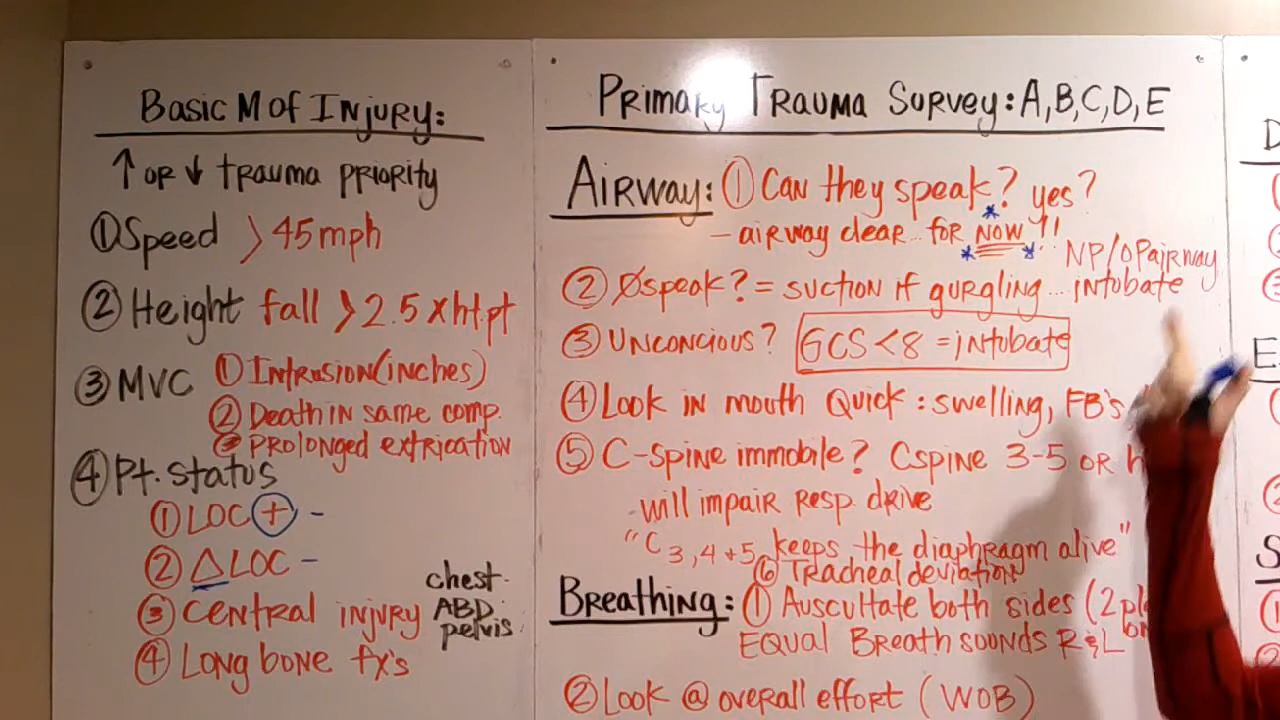 Basic M of Injury:
↑ or ↓ trauma priority
① Speed > 45 mph
② Height fall > 2.5 x ht. pt
③ MVC ① Intrusion (inches)
② Death in same comp.
③ Prolonged extrication
④ Pt. status
① LOC + -
② △ LOC -
③ Central injury chest
ABD
pelvis
④ Long bone fx's
Primary Trauma Survey: A, B, C, D, E
Airway: ① Can they speak? yes?
- airway clear... for NOW!!
NP/OP airway
② Øspeak? = suction if gurgling... intubate
③ Unconcious? GCS < 8 = intubate
④ Look in mouth Quick: swelling, FB's
⑤ C-Spine immobile? Cspine 3-5 or
will impair Resp. drive
"C 3, 4 + 5 keeps the diaphragm alive"
⑥ Tracheal deviation
Breathing: ① Auscultate both sides (2
Equal Breath sounds R & L
② Look @ overall effort (WOB)